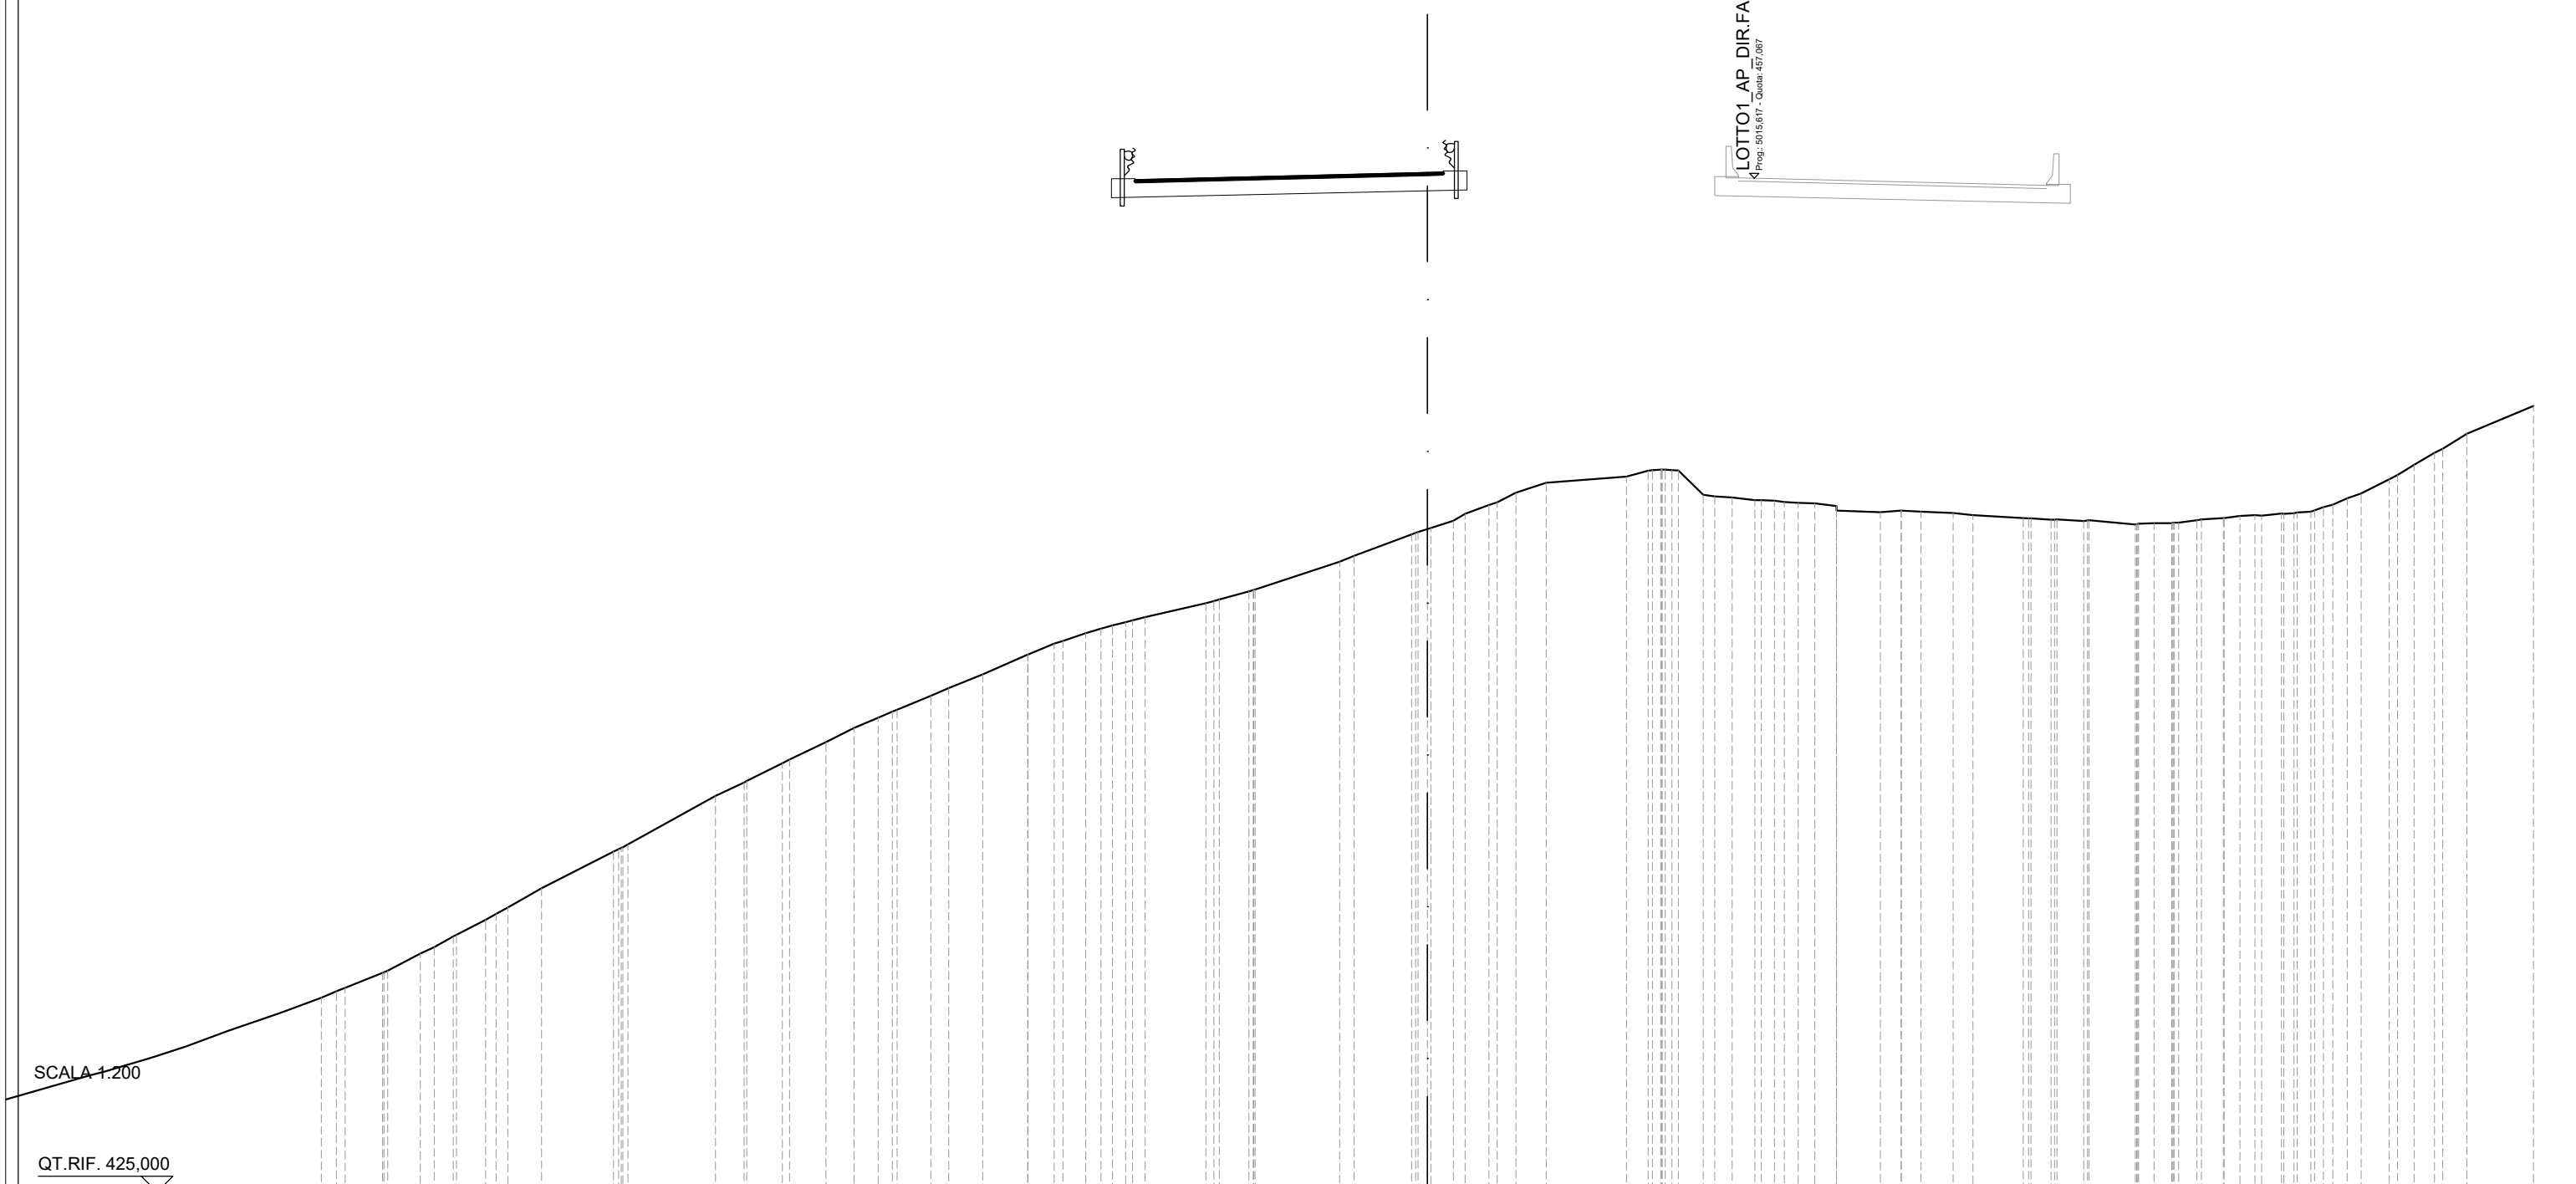 LOTTO1_AP_DIR.FA
Prog.: 5015,617 - Quota: 457,067
SCALA 1:200
QT.RIF. 425,000